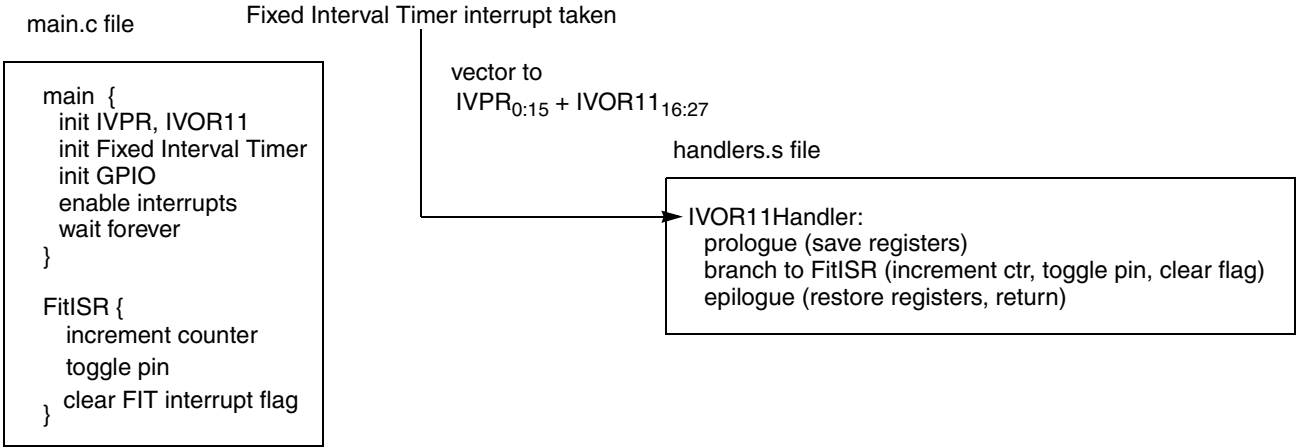 main.c file
Fixed Interval Timer interrupt taken
main {
init IVPR, IVOR11
init Fixed Interval Timer
init GPIO
enable interrupts
wait forever
}
FitISR {
increment counter
toggle pin
clear FIT interrupt flag
}
vector to
IVPR0:15 + IVOR1116:27
handlers.s file
IVOR11Handler:
prologue (save registers)
branch to FitISR (increment ctr, toggle pin, clear flag)
epilogue (restore registers, return)